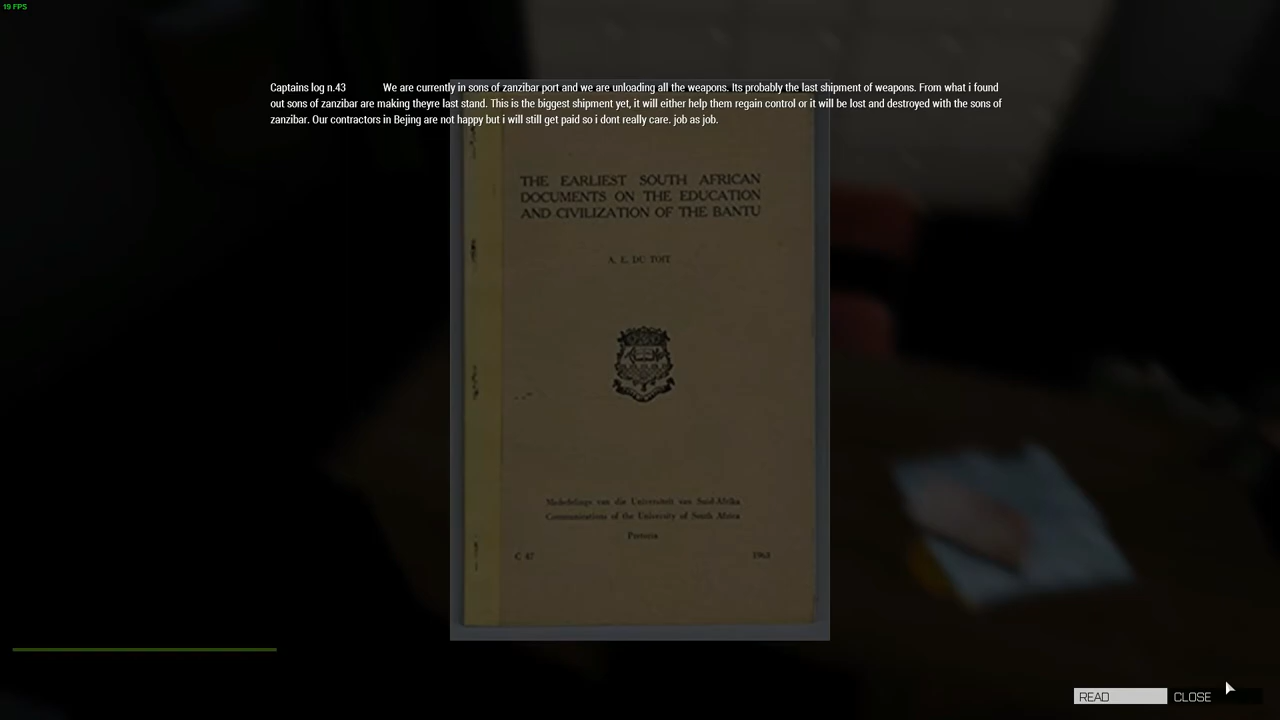 19 FPS
Captains log n.43 We are currently in sons of zanzibar port and we are unloading all the weapons. Its probably the last shipment of weapons. From what i found
out sons of zanzibar are making theyre last stand. This is the biggest shipment yet, it will either help them regain control or it will be lost and destroyed with the sons of
zanzibar. Our contractors in Bejing are not happy but i will still get paid so i dont really care. job as job.
THE EARLIEST SOUTH AFRICAN
DOCUMENTS ON THE EDUCATION
AND CIVILIZATION OF THE BANTU
A. E. DU TOIT
Mededelings van die Universiteit van Suid-Afrika
Communications of the University of South Africa
Pretoria
C 47 1963
READ CLOSE